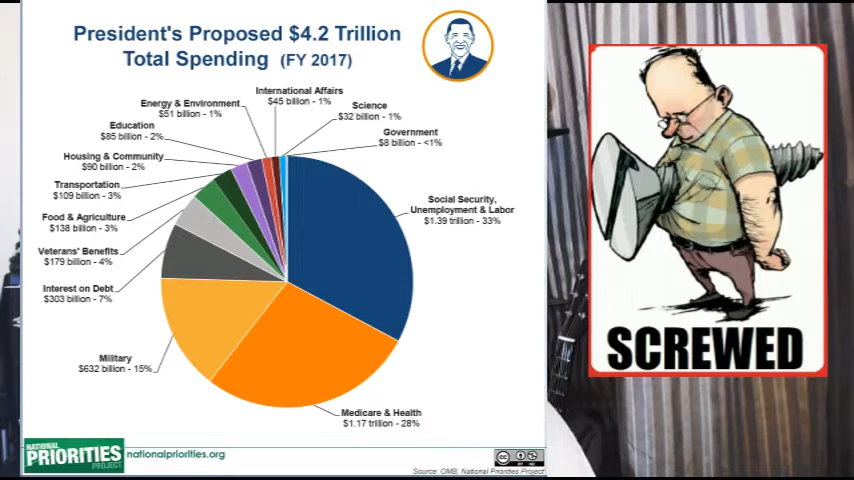 President's Proposed $4.2 Trillion
Total Spending (FY 2017)
International Affairs
$45 billion - 1%
Energy & Environment
$51 billion - 1%
Science
$32 billion - 1%
Education
$85 billion - 2%
Government
$8 billion - <1%
Housing & Community
$90 billion - 2%
Transportation
$109 billion - 3%
Social Security,
Unemployment & Labor
$1.39 trillion - 33%
Food & Agriculture
$138 billion - 3%
Veterans' Benefits
$179 billion - 4%
Interest on Debt
$303 billion - 7%
Military
$632 billion - 15%
Medicare & Health
$1.17 trillion - 28%
SCREWED
NATIONAL
PRIORITIES
PROJECT
nationalpriorities.org
cc
Source: OMB, National Priorities Project